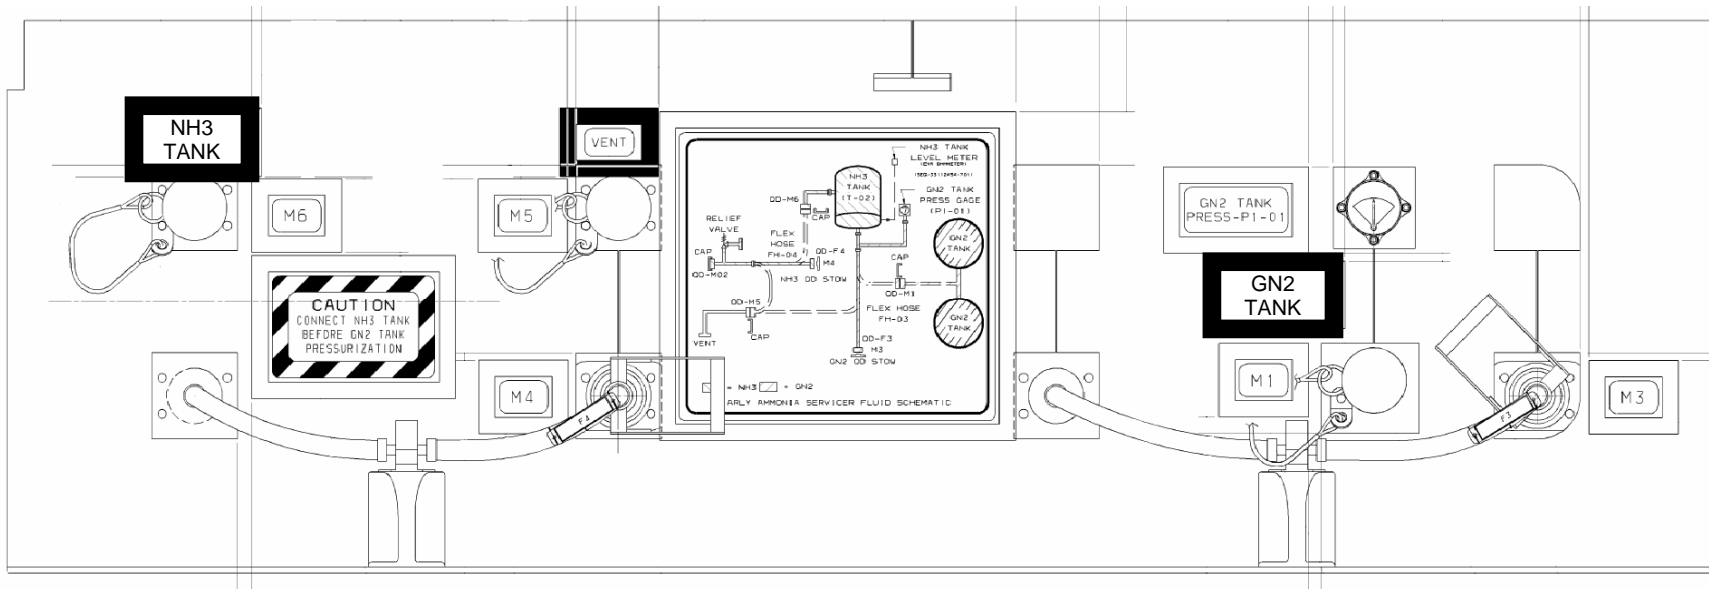 NH3
TANK
VENT
M6
M5
CAUTION
CONNECT NH3 TANK
BEFORE GN2 TANK
PRESSURIZATION
M4
F4
NH3 TANK
LEVEL METER
NH3
TANK
(T-02)
GN2 TANK
PRESS GAGE
(PI-01)
QD-M6
CAP
RELIEF
VALVE
FLEX
HOSE
FH-04
QD-F4
M4
CAP
QD-M02
NH3 QD STOW
CAP
QD-M1
GN2
TANK
QD-M5
CAP
FLEX HOSE
FH-03
GN2
TANK
VENT
QD-F3
M3
GN2 QD STOW
= NH3
= GN2
ARLY AMMONIA SERVICER FLUID SCHEMATIC
GN2 TANK
PRESS-P1-01
GN2
TANK
M1
F3
M3